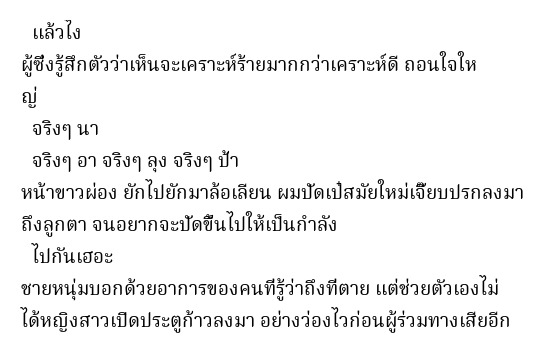 แล้วไง
ผู้ซึ่งรู้สึกตัวว่าเห็นจะเคราะห์ร้ายมากกว่าเคราะห์ดี ถอนใจให
ญ่
จริงๆ นา
จริงๆ อา จริงๆ ลุง จริงๆ ป้า
หน้าขาวผ่อง ยักไปยักมาล้อเลียน ผมปัดเป๋สมัยใหม่เจี๊ยบปรกลงมา
ถึงลูกตา จนอยากจะปัดขึ้นไปให้เป็นกำลัง
ไปกันเฮอะ
ชายหนุ่มบอกด้วยอาการของคนที่รู้ว่าถึงที่ตาย แต่ช่วยตัวเองไม่
ได้หญิงสาวเปิดประตูก้าวลงมา อย่างว่องไวก่อนผู้ร่วมทางเสียอีก